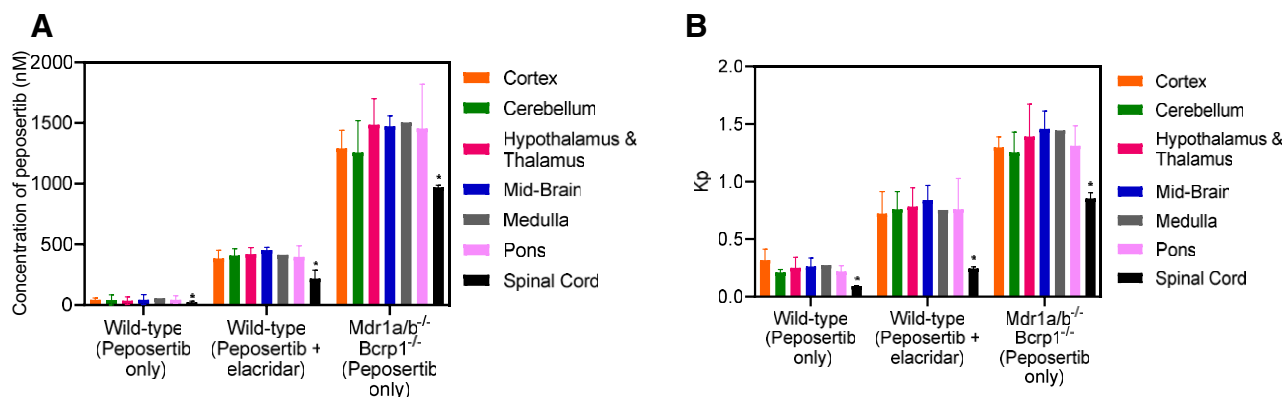 A
Concentration of peposertib (nM)
2000
1500
1000
500
0
*
*
*
Wild-type
(Peposertib
only)
Wild-type
(Peposertib +
elacridar)
Mdr1a/b-/-
Bcrp1-/-
(Peposertib
only)
Cortex
Cerebellum
Hypothalamus &
Thalamus
Mid-Brain
Medulla
Pons
Spinal Cord
B
Kp
2.0
1.5
1.0
0.5
0.0
*
*
*
Wild-type
(Peposertib
only)
Wild-type
(Peposertib +
elacridar)
Mdr1a/b-/-
Bcrp1-/-
(Peposertib
only)
Cortex
Cerebellum
Hypothalamus &
Thalamus
Mid-Brain
Medulla
Pons
Spinal Cord